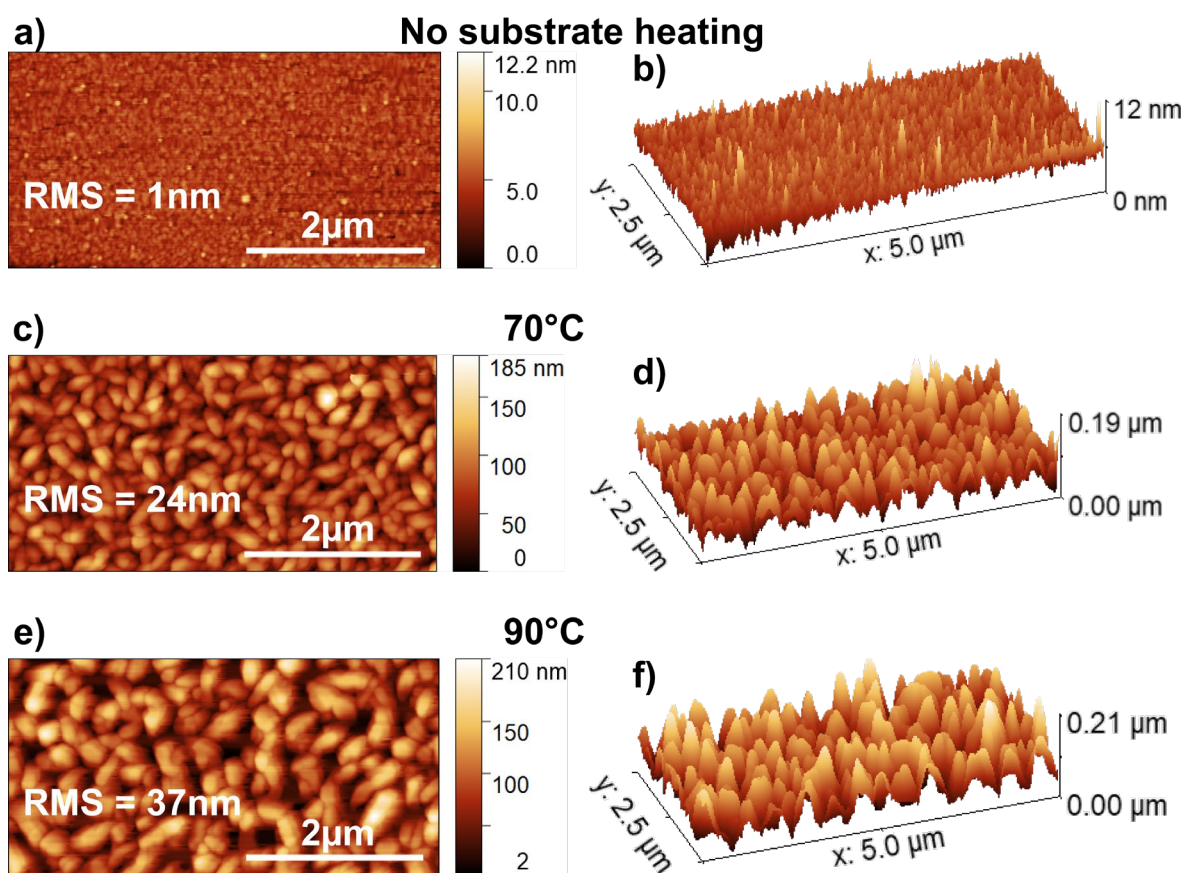 a)
No substrate heating
RMS = 1nm
2µm
12.2 nm
10.0
5.0
0.0
b)
12 nm
0 nm
y: 2.5 µm
x: 5.0 µm
c)
70°C
RMS = 24nm
2µm
185 nm
150
100
50
0
d)
0.19 µm
0.00 µm
y: 2.5 µm
x: 5.0 µm
e)
90°C
RMS = 37nm
2µm
210 nm
150
100
2
f)
0.21 µm
0.00 µm
y: 2.5 µm
x: 5.0 µm